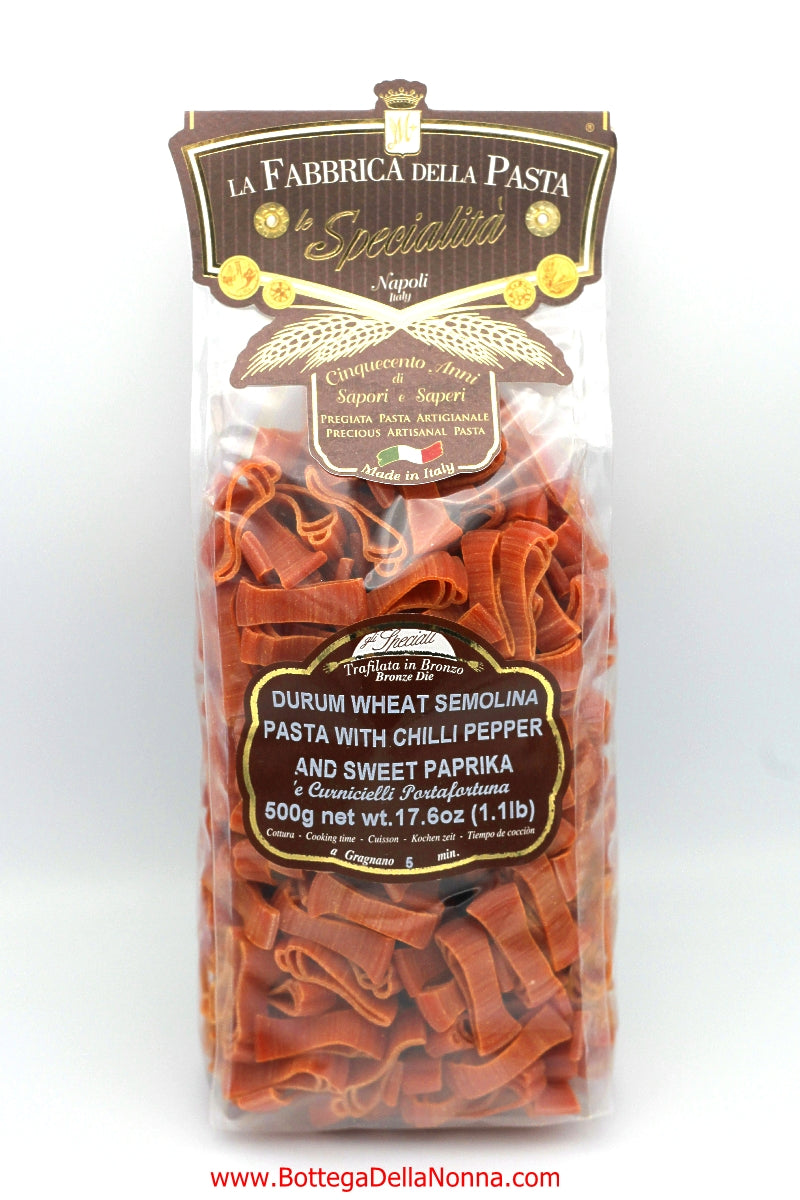 M
®
LA FABBRICA DELLA PASTA
le Specialità
Napoli
Italy
Cinquecento Anni
di
Sapori e Saperi
PREGIATA PASTA ARTIGIANALE
PRECIOUS ARTISANAL PASTA
Made in Italy
gli Speciali
Trafilata in Bronzo
Bronze Die
DURUM WHEAT SEMOLINA
PASTA WITH CHILLI PEPPER
AND SWEET PAPRIKA
'e Curnicielli Portafortuna
500g net wt.17.6oz (1.1lb)
Cottura - Cooking time - Cuisson - Kochen zeit - Tiempo de cocciòn
a Gragnano 5 min.
www.BottegaDellaNonna.com